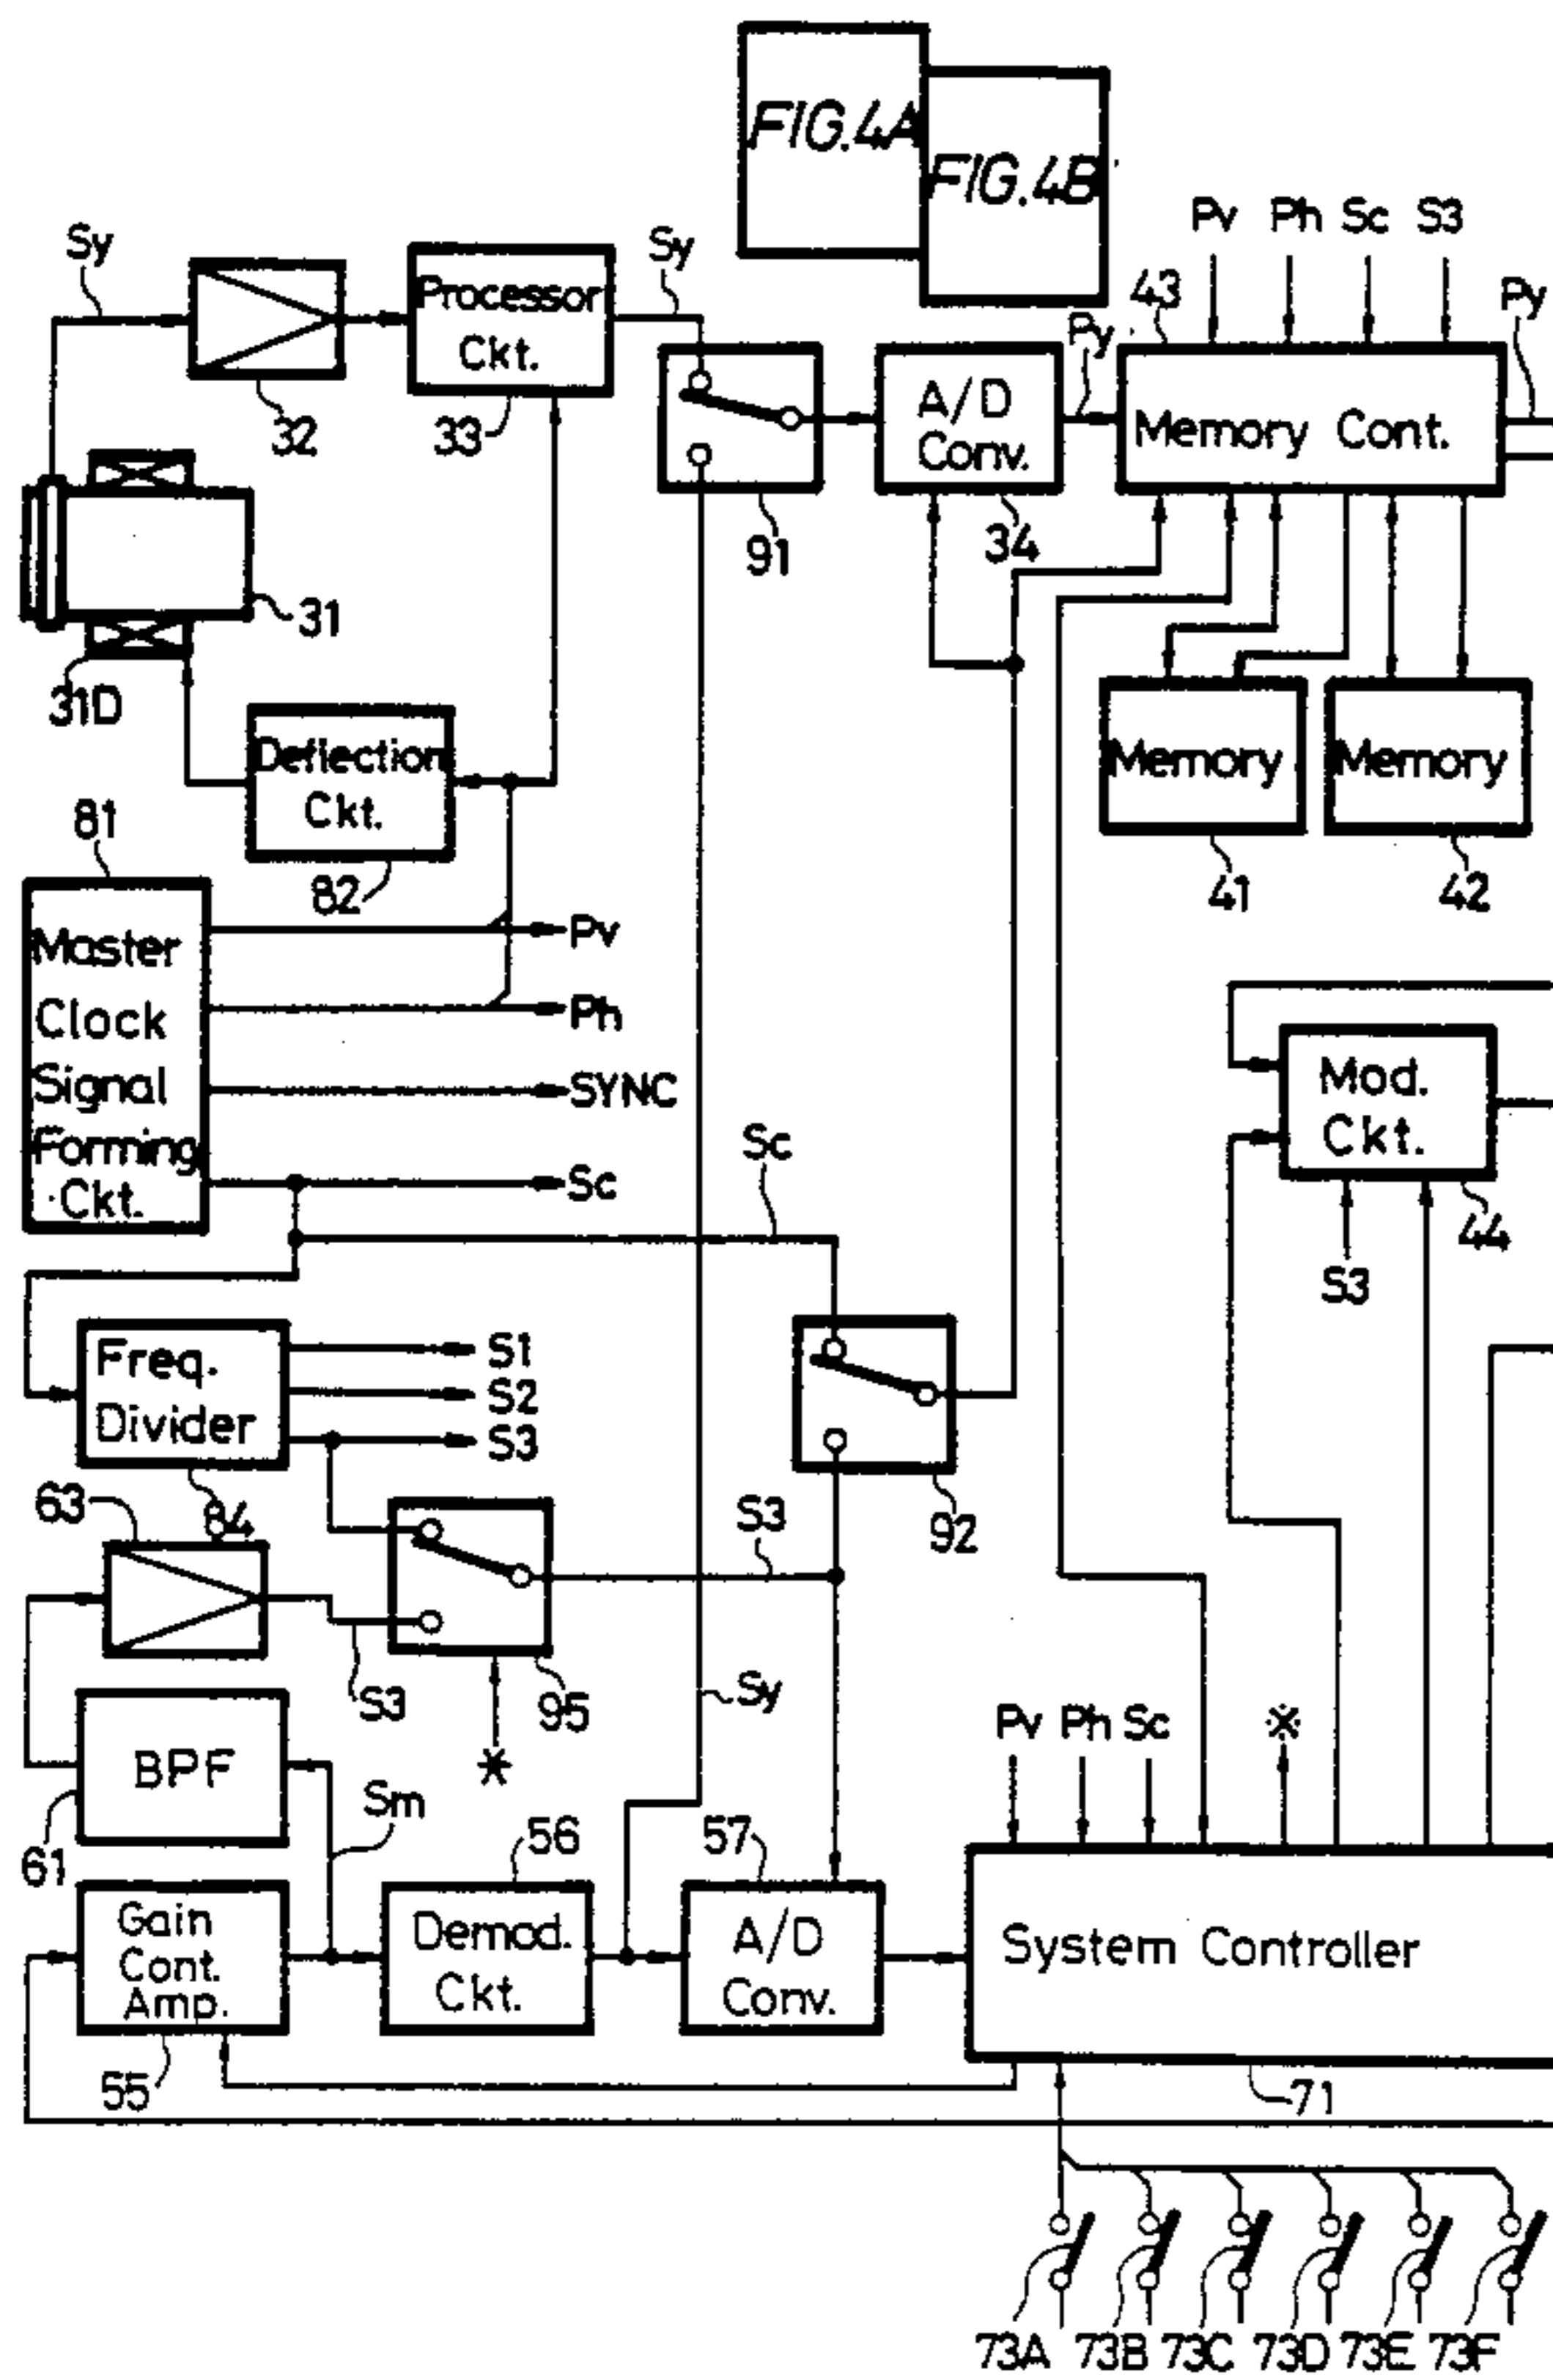 FIG.4A
FIG.4B
Sy
Processor
Ckt.
Sy
Pv
Ph
Sc
S3
43
Py
Py
32
33
A/D
Conv.
Memory Cont.
91
34
31
31D
Deflection
Ckt.
82
Memory
Memory
41
42
81
Master
Clock
Signal
Forming
Ckt.
Pv
Ph
SYNC
Sc
Sc
Mod.
Ckt.
44
S3
Freq.
Divider
S1
S2
S3
84
63
92
S3
S3
95
*
Sy
BPF
61
Sm
Pv
Ph
Sc
※
Gain
Cont.
Amp.
55
56
Demod.
Ckt.
57
A/D
Conv.
System Controller
71
73A
73B
73C
73D
73E
73F